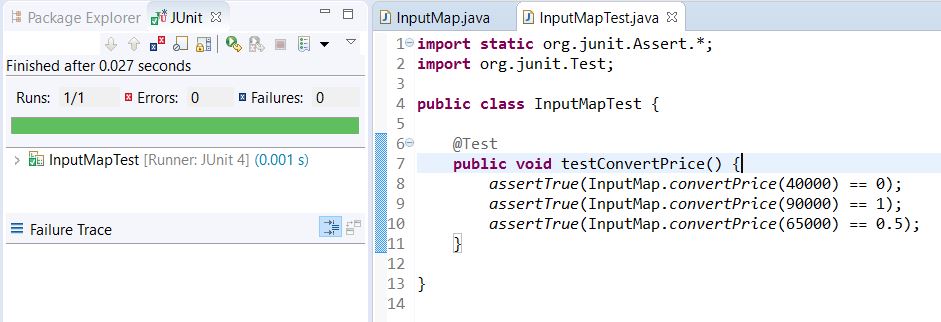 Package Explorer JUnit
Finished after 0.027 seconds
Runs: 1/1 Errors: 0 Failures: 0
InputMapTest [Runner: JUnit 4] (0.001 s)
Failure Trace
InputMap.java InputMapTest.java
1 import static org.junit.Assert.*;
2 import org.junit.Test;
3
4 public class InputMapTest {
5
6 @Test
7 public void testConvertPrice() {
8 assertTrue(InputMap.convertPrice(40000) == 0);
9 assertTrue(InputMap.convertPrice(90000) == 1);
10 assertTrue(InputMap.convertPrice(65000) == 0.5);
11 }
12
13 }
14